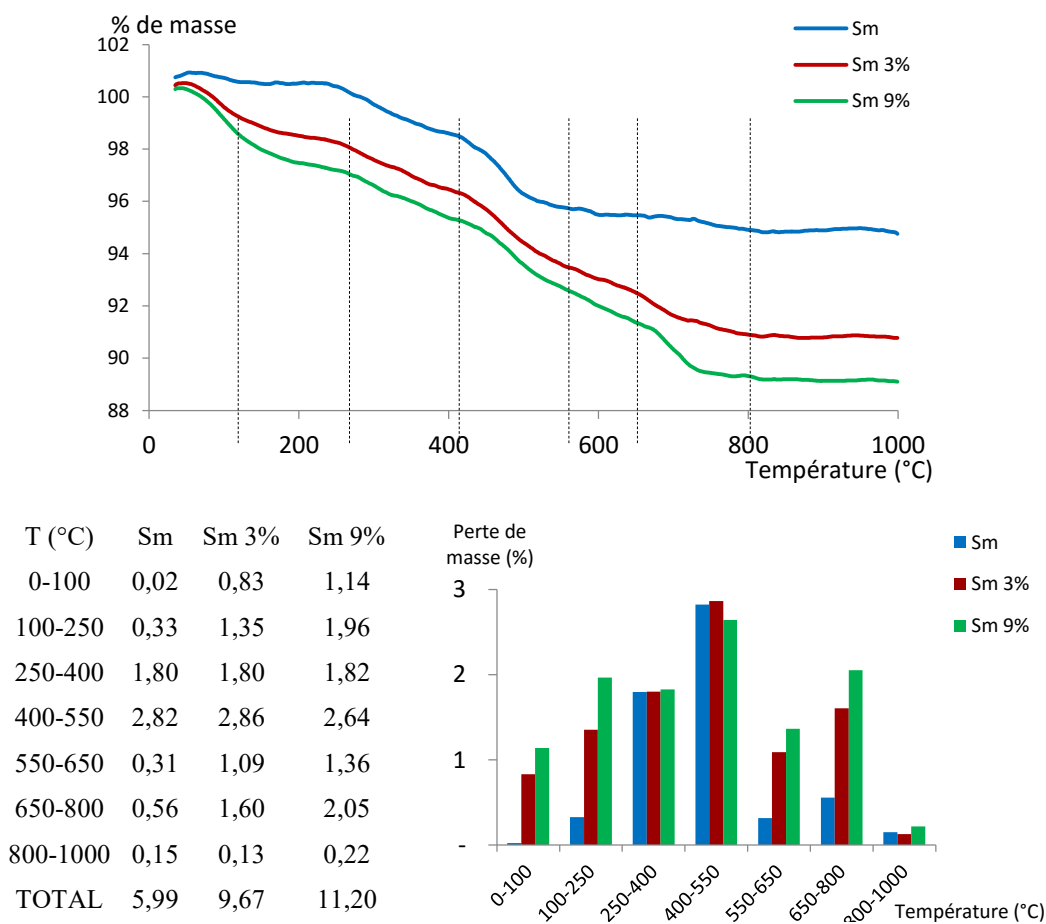 % de masse
Sm
Sm 3%
Sm 9%
102
100
98
96
94
92
90
88
0
200
400
600
800
1000
Température (°C)
T (°C) Sm Sm 3% Sm 9%
0-100 0,02 0,83 1,14
100-250 0,33 1,35 1,96
250-400 1,80 1,80 1,82
400-550 2,82 2,86 2,64
550-650 0,31 1,09 1,36
650-800 0,56 1,60 2,05
800-1000 0,15 0,13 0,22
TOTAL 5,99 9,67 11,20
Perte de
masse (%)
Sm
Sm 3%
Sm 9%
3
2
1
-
0-100
100-250
250-400
400-550
550-650
650-800
800-1000
Température (°C)